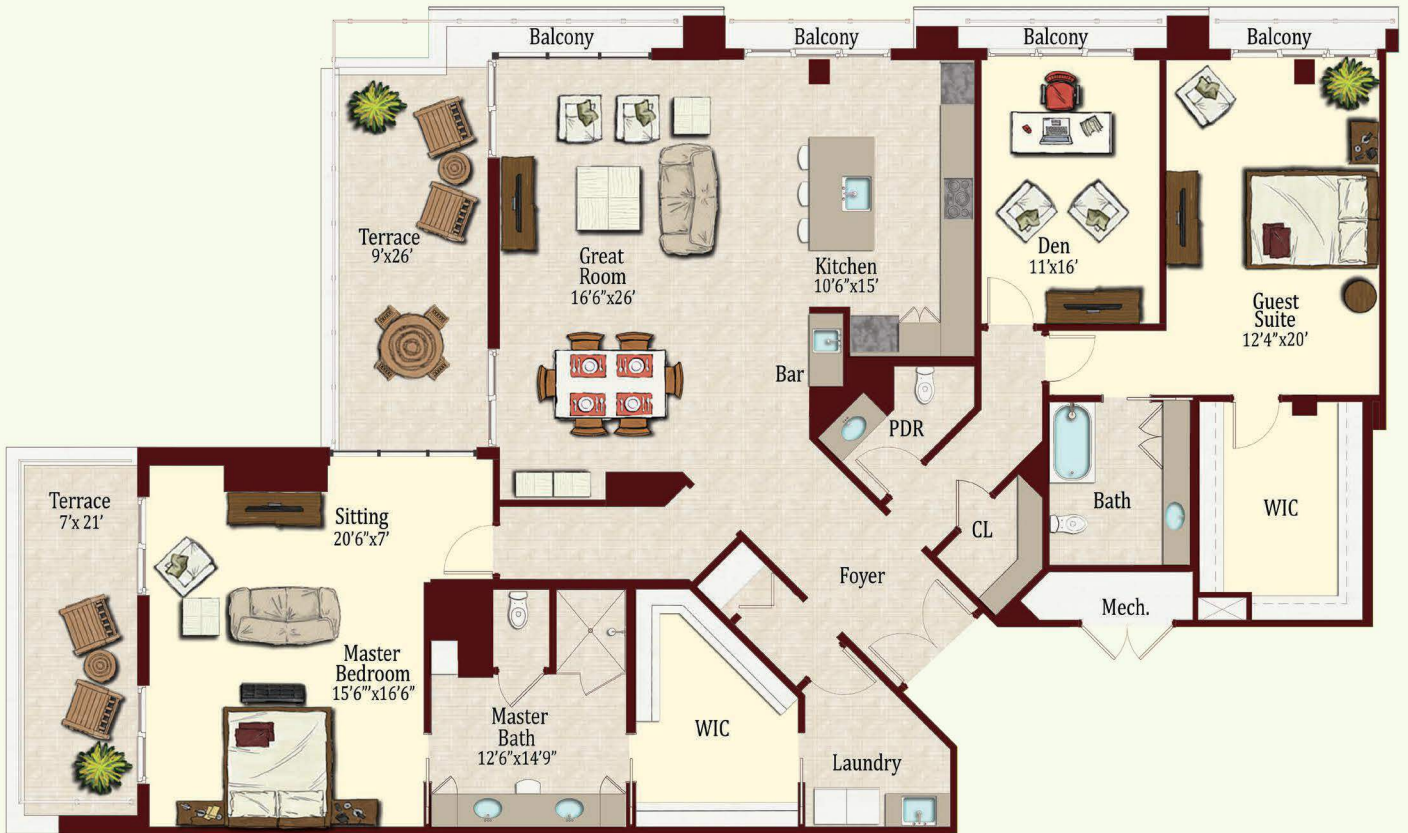 Balcony
Balcony
Balcony
Balcony
Terrace
9'x26'
Great
Room
16'6"x26'
Kitchen
10'6"x15'
Den
11'x16'
Guest
Suite
12'4"x20'
Bar
PDR
Terrace
7'x 21'
Sitting
20'6"x7'
CL
Bath
WIC
Foyer
Mech.
Master
Bedroom
15'6'"x16'6"
Master
Bath
12'6"x14'9"
WIC
Laundry